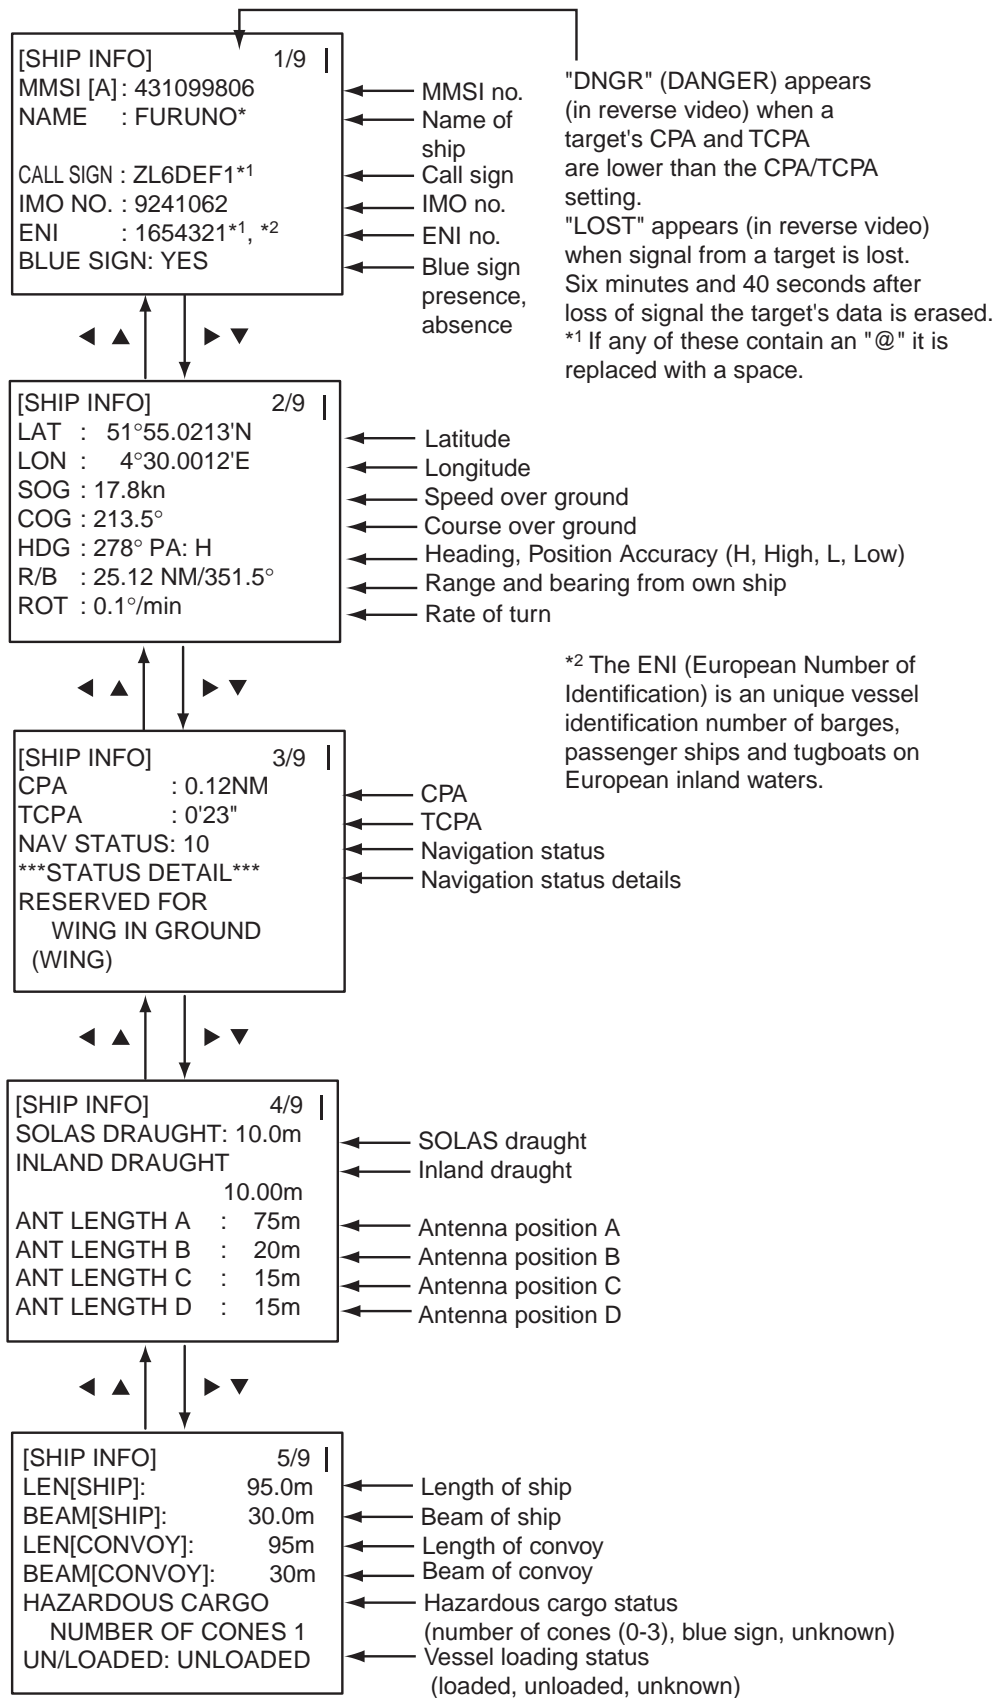 [SHIP INFO] 1/9
MMSI [A] : 431099806
NAME : FURUNO*
CALL SIGN : ZL6DEF1*1
IMO NO. : 9241062
ENI : 1654321*1, *2
BLUE SIGN: YES
MMSI no.
Name of
ship
Call sign
IMO no.
ENI no.
Blue sign
presence,
absence
"DNGR" (DANGER) appears
(in reverse video) when a
target's CPA and TCPA
are lower than the CPA/TCPA
setting.
"LOST" appears (in reverse video)
when signal from a target is lost.
Six minutes and 40 seconds after
loss of signal the target's data is erased.
*1 If any of these contain an "@" it is
replaced with a space.
[SHIP INFO] 2/9
LAT : 51°55.0213'N
LON : 4°30.0012'E
SOG : 17.8kn
COG : 213.5°
HDG : 278° PA: H
R/B : 25.12 NM/351.5°
ROT : 0.1°/min
Latitude
Longitude
Speed over ground
Course over ground
Heading, Position Accuracy (H, High, L, Low)
Range and bearing from own ship
Rate of turn
*2 The ENI (European Number of
Identification) is an unique vessel
identification number of barges,
passenger ships and tugboats on
European inland waters.
[SHIP INFO] 3/9
CPA : 0.12NM
TCPA : 0'23"
NAV STATUS: 10
***STATUS DETAIL***
RESERVED FOR
WING IN GROUND
(WING)
CPA
TCPA
Navigation status
Navigation status details
[SHIP INFO] 4/9
SOLAS DRAUGHT: 10.0m
INLAND DRAUGHT
10.00m
ANT LENGTH A : 75m
ANT LENGTH B : 20m
ANT LENGTH C : 15m
ANT LENGTH D : 15m
SOLAS draught
Inland draught
Antenna position A
Antenna position B
Antenna position C
Antenna position D
[SHIP INFO] 5/9
LEN[SHIP]: 95.0m
BEAM[SHIP]: 30.0m
LEN[CONVOY]: 95m
BEAM[CONVOY]: 30m
HAZARDOUS CARGO
NUMBER OF CONES 1
UN/LOADED: UNLOADED
Length of ship
Beam of ship
Length of convoy
Beam of convoy
Hazardous cargo status
(number of cones (0-3), blue sign, unknown)
Vessel loading status
(loaded, unloaded, unknown)